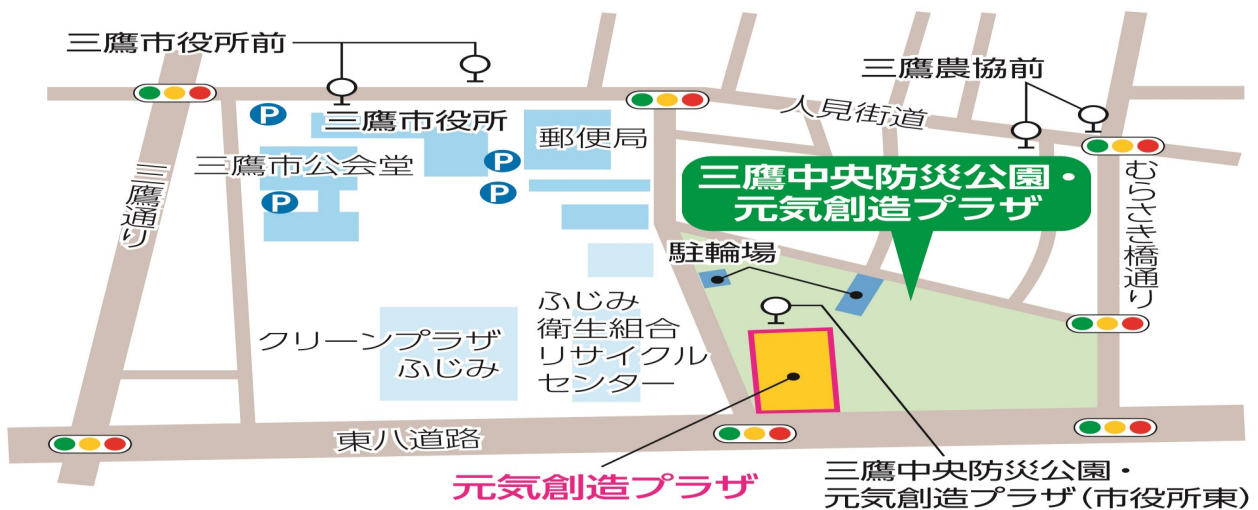 三鷹市役所前
三鷹農協前
人見街道
P
三鷹市役所
郵便局
三鷹市公会堂
P
P
P
三鷹通り
三鷹中央防災公園・
元気創造プラザ
むらさき橋通り
駐輪場
ふじみ
衛生組合
リサイクル
センター
クリーンプラザ
ふじみ
東八道路
元気創造プラザ
三鷹中央防災公園・
元気創造プラザ(市役所東)